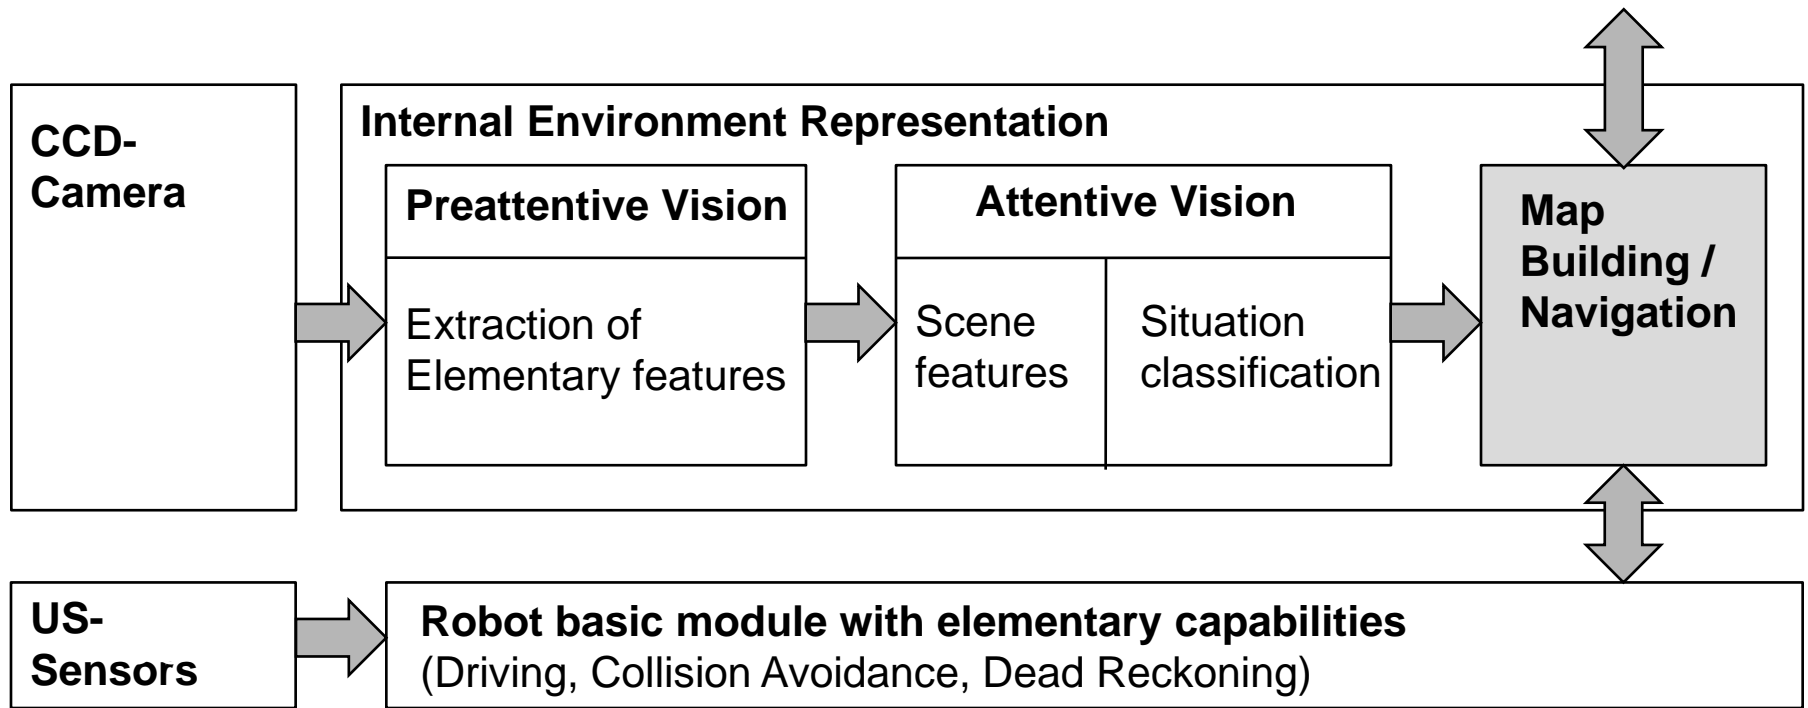 CCD-
Camera
Internal Environment Representation
Preattentive Vision
Extraction of
Elementary features
Attentive Vision
Scene
features
Situation
classification
Map
Building /
Navigation
US-
Sensors
Robot basic module with elementary capabilities
(Driving, Collision Avoidance, Dead Reckoning)